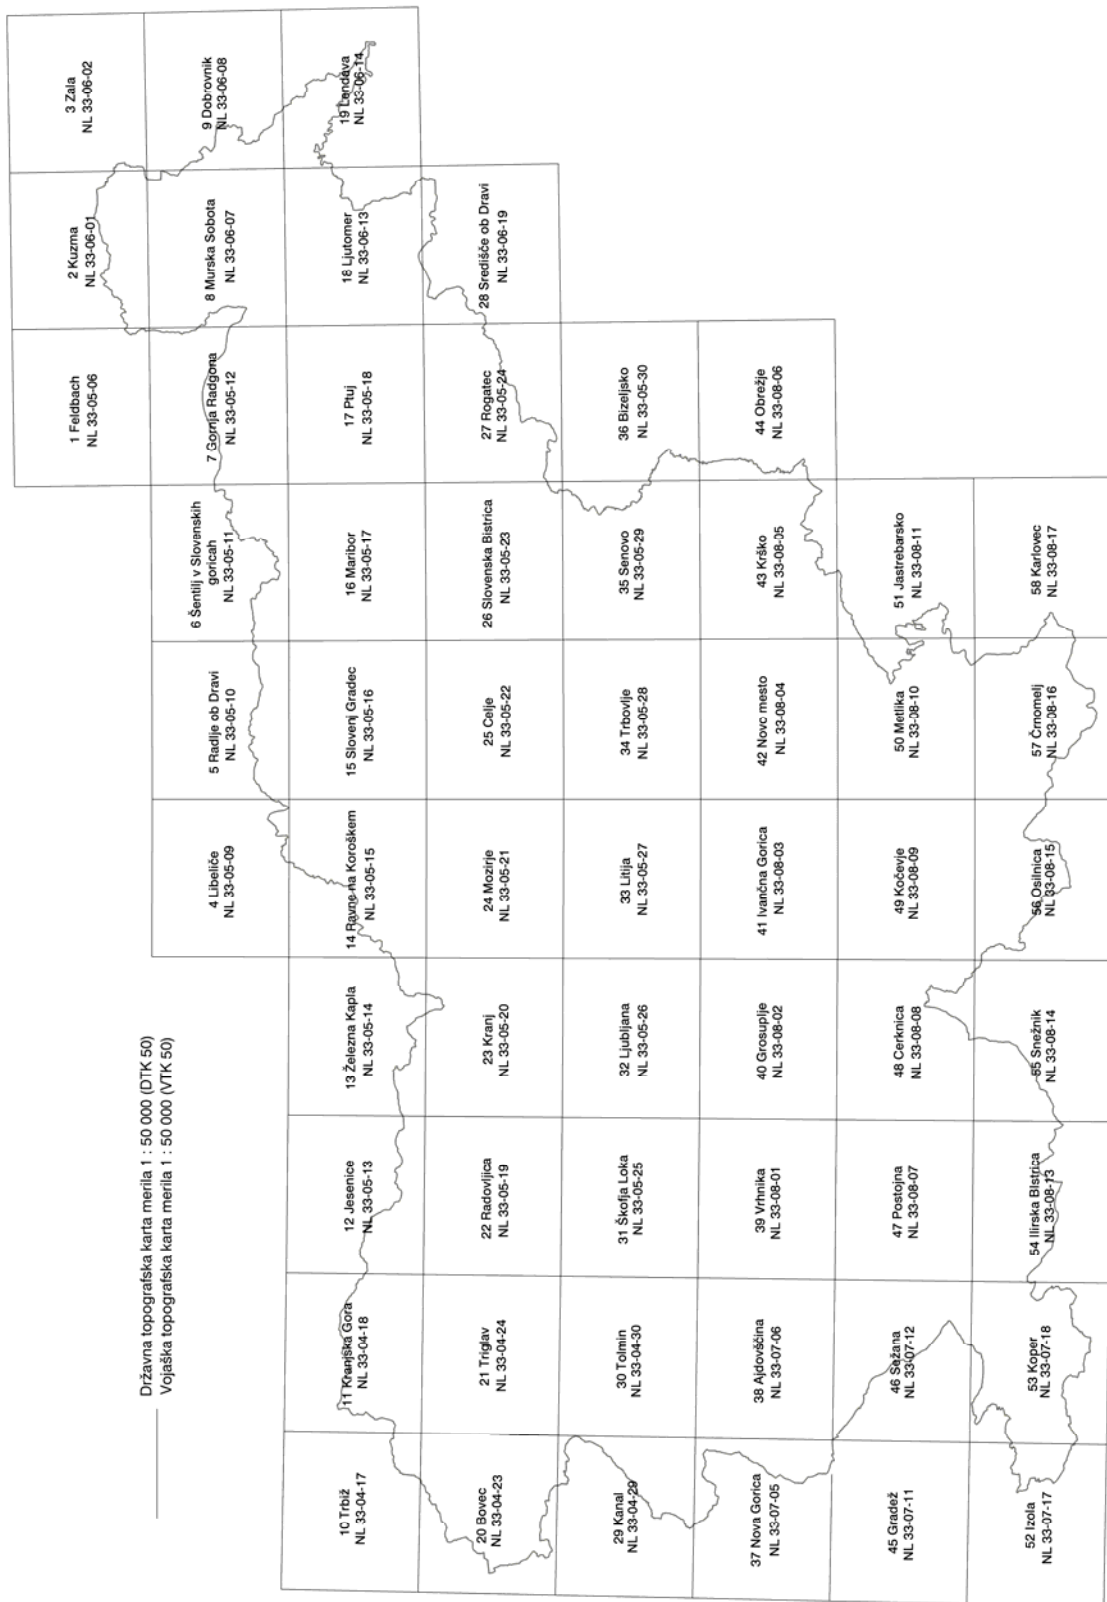 Državna topografska karta merila 1 : 50 000 (DTK 50)
Vojaška topografska karta merila 1 : 50 000 (VTK 50)
1 Feldbach
NL 33-05-06
2 Kuzma
NL 33-06-01
3 Zala
NL 33-06-02
4 Libeliče
NL 33-05-09
5 Radlje ob Dravi
NL 33-05-10
6 Šentilj v Slovenskih
goricah
NL 33-05-11
7 Gornja Radgona
NL 33-05-12
8 Murska Sobota
NL 33-06-07
9 Dobrovnik
NL 33-06-08
10 Trbiž
NL 33-04-17
11 Kranjska Gora
NL 33-04-18
12 Jesenice
NL 33-05-13
13 Železna Kapla
NL 33-05-14
14 Ravne na Koroškem
NL 33-05-15
15 Slovenj Gradec
NL 33-05-16
16 Maribor
NL 33-05-17
17 Ptuj
NL 33-05-18
18 Ljutomer
NL 33-06-13
19 Lendava
NL 33-06-14
20 Bovec
NL 33-04-23
21 Triglav
NL 33-04-24
22 Radovljica
NL 33-05-19
23 Kranj
NL 33-05-20
24 Mozirje
NL 33-05-21
25 Celje
NL 33-05-22
26 Slovenska Bistrica
NL 33-05-23
27 Rogatec
NL 33-05-24
28 Središče ob Dravi
NL 33-06-19
29 Kanal
NL 33-04-29
30 Tolmin
NL 33-04-30
31 Škofja Loka
NL 33-05-25
32 Ljubljana
NL 33-05-26
33 Litija
NL 33-05-27
34 Trbovlje
NL 33-05-28
35 Senovo
NL 33-05-29
36 Bizeljsko
NL 33-05-30
37 Nova Gorica
NL 33-07-05
38 Ajdovščina
NL 33-07-06
39 Vrhnika
NL 33-08-01
40 Grosuplje
NL 33-08-02
41 Ivančna Gorica
NL 33-08-03
42 Novo mesto
NL 33-08-04
43 Krško
NL 33-08-05
44 Obrežje
NL 33-08-06
45 Gradež
NL 33-07-11
46 Sežana
NL 33-07-12
47 Postojna
NL 33-08-07
48 Cerknica
NL 33-08-08
49 Kočevje
NL 33-08-09
50 Metlika
NL 33-08-10
51 Jastrebarsko
NL 33-08-11
52 Izola
NL 33-07-17
53 Koper
NL 33-07-18
54 Ilirska BIstrica
NL 33-08-13
55 Snežnik
NL 33-08-14
56 Osilnica
NL 33-08-15
57 Črnomelj
NL 33-08-16
58 Karlovec
NL 33-08-17